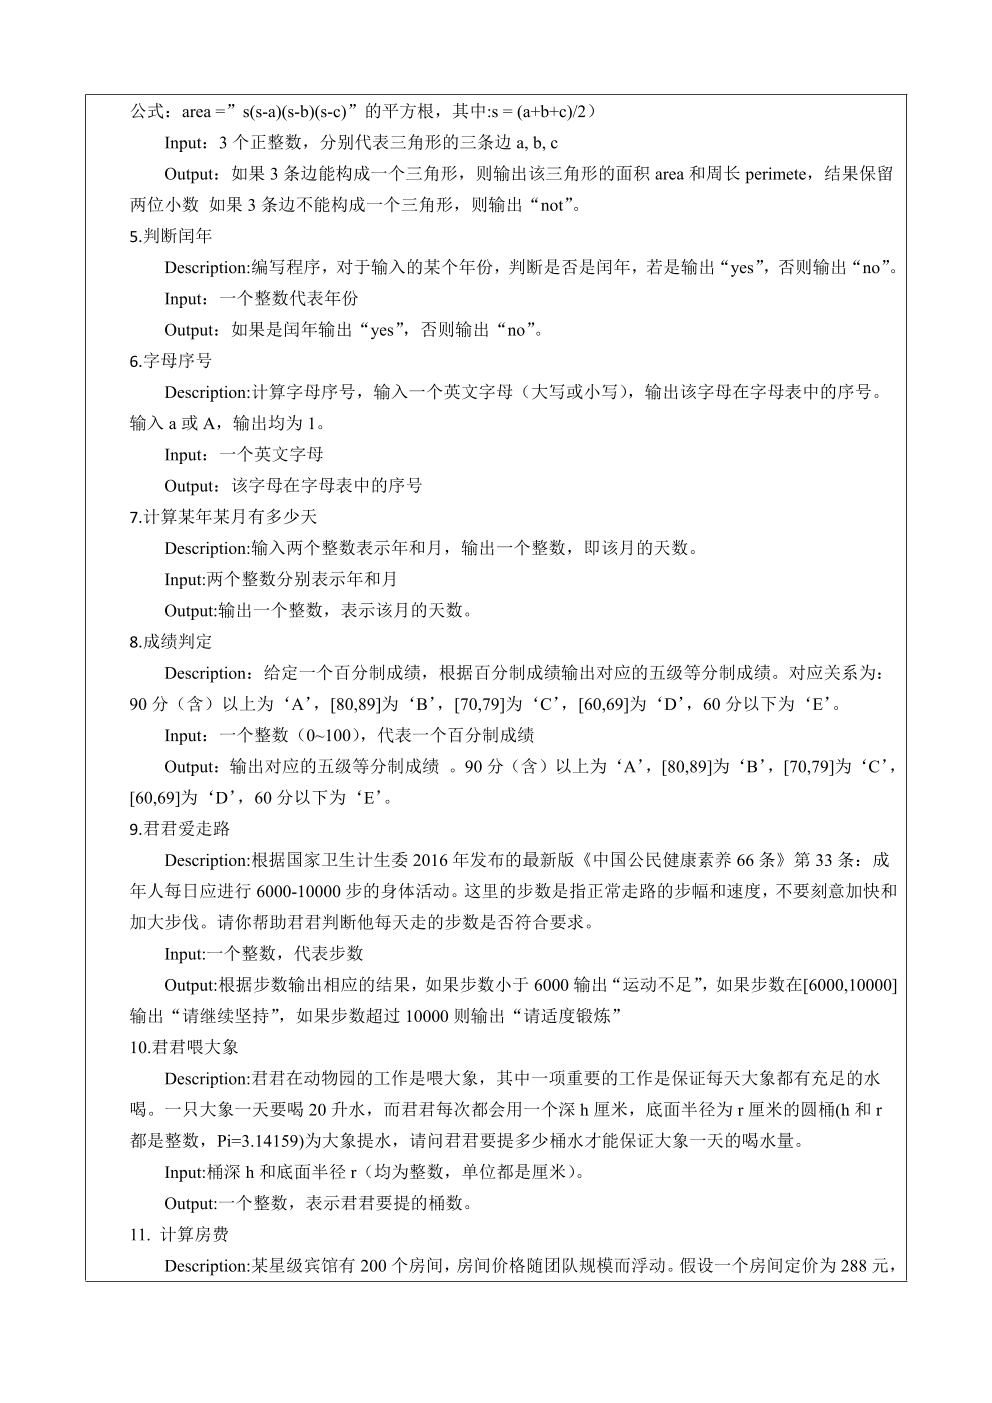 公式：area =” s(s-a)(s-b)(s-c)”的平方根，其中:s = (a+b+c)/2）
Input：3 个正整数，分别代表三角形的三条边 a, b, c
Output：如果 3 条边能构成一个三角形，则输出该三角形的面积 area 和周长 perimete，结果保留
两位小数 如果 3 条边不能构成一个三角形，则输出“not”。
5.判断闰年
Description:编写程序，对于输入的某个年份，判断是否是闰年，若是输出“yes”，否则输出“no”。
Input：一个整数代表年份
Output：如果是闰年输出“yes”，否则输出“no”。
6.字母序号
Description:计算字母序号，输入一个英文字母（大写或小写），输出该字母在字母表中的序号。
输入 a 或 A，输出均为 1。
Input：一个英文字母
Output：该字母在字母表中的序号
7.计算某年某月有多少天
Description:输入两个整数表示年和月，输出一个整数，即该月的天数。
Input:两个整数分别表示年和月
Output:输出一个整数，表示该月的天数。
8.成绩判定
Description：给定一个百分制成绩，根据百分制成绩输出对应的五级等分制成绩。对应关系为：
90 分（含）以上为‘A’，[80,89]为‘B’，[70,79]为‘C’，[60,69]为‘D’，60 分以下为‘E’。
Input：一个整数（0~100），代表一个百分制成绩
Output：输出对应的五级等分制成绩 。90 分（含）以上为‘A’，[80,89]为‘B’，[70,79]为‘C’，
[60,69]为‘D’，60 分以下为‘E’。
9.君君爱走路
Description:根据国家卫生计生委 2016 年发布的最新版《中国公民健康素养 66 条》第 33 条：成
年人每日应进行 6000-10000 步的身体活动。这里的步数是指正常走路的步幅和速度，不要刻意加快和
加大步伐。请你帮助君君判断他每天走的步数是否符合要求。
Input:一个整数，代表步数
Output:根据步数输出相应的结果，如果步数小于 6000 输出“运动不足”，如果步数在[6000,10000]
输出“请继续坚持”，如果步数超过 10000 则输出“请适度锻炼”
10.君君喂大象
Description:君君在动物园的工作是喂大象，其中一项重要的工作是保证每天大象都有充足的水
喝。一只大象一天要喝 20 升水，而君君每次都会用一个深 h 厘米，底面半径为 r 厘米的圆桶(h 和 r
都是整数，Pi=3.14159)为大象提水，请问君君要提多少桶水才能保证大象一天的喝水量。
Input:桶深 h 和底面半径 r（均为整数，单位都是厘米）。
Output:一个整数，表示君君要提的桶数。
11. 计算房费
Description:某星级宾馆有 200 个房间，房间价格随团队规模而浮动。假设一个房间定价为 288 元，